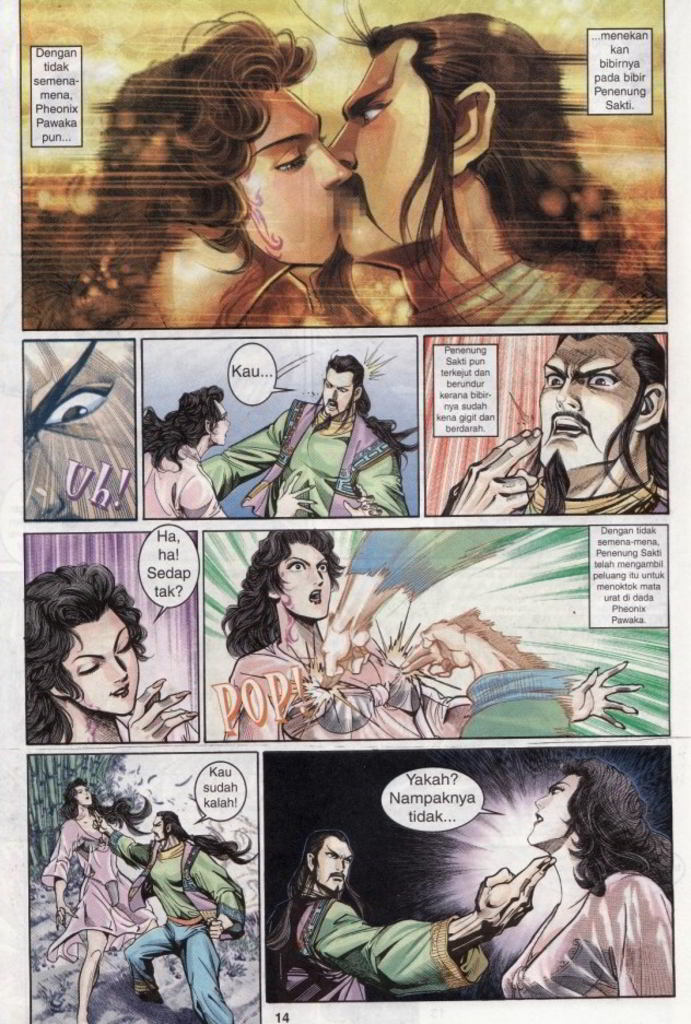 Dengan
tidak
semena-
mena,
Pheonix
Pawaka
pun...
...menekan
kan
bibirnya
pada bibir
Penenung
Sakti.
Uh!
Kau...
Penenung
Sakti pun
terkejut dan
berundur
kerana bibir-
nya sudah
kena gigit dan
berdarah.
Ha,
ha!
Sedap
tak?
POP!
Dengan tidak
semena-mena,
Penenung Sakti
telah mengambil
peluang itu untuk
menoktok mata
urat di dada
Pheonix
Pawaka.
Kau
sudah
kalah!
Yakah?
Nampaknya
tidak...
14